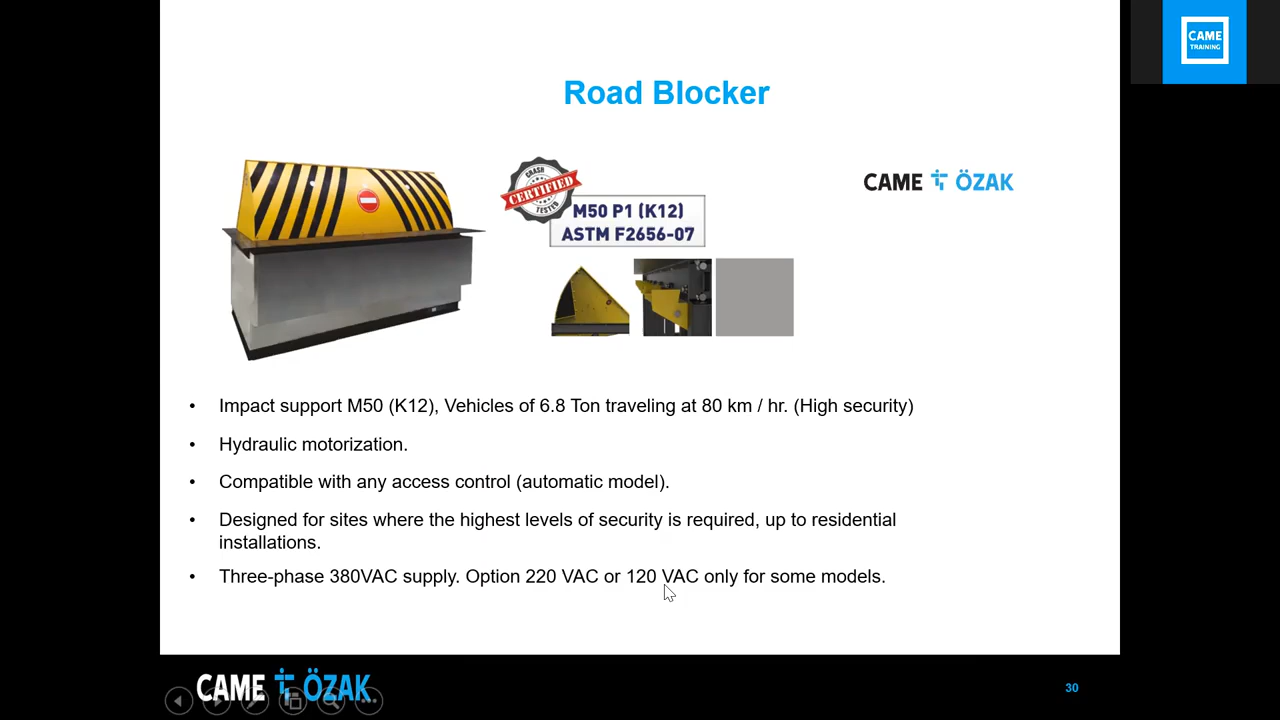 CAME
TRAINING
Road Blocker
CRASH
CERTIFIED
TESTED
M50 P1 (K12)
ASTM F2656-07
CAME ÖZAK
• Impact support M50 (K12), Vehicles of 6.8 Ton traveling at 80 km / hr. (High security)
• Hydraulic motorization.
• Compatible with any access control (automatic model).
• Designed for sites where the highest levels of security is required, up to residential
installations.
• Three-phase 380VAC supply. Option 220 VAC or 120 VAC only for some models.
CAME ÖZAK
30